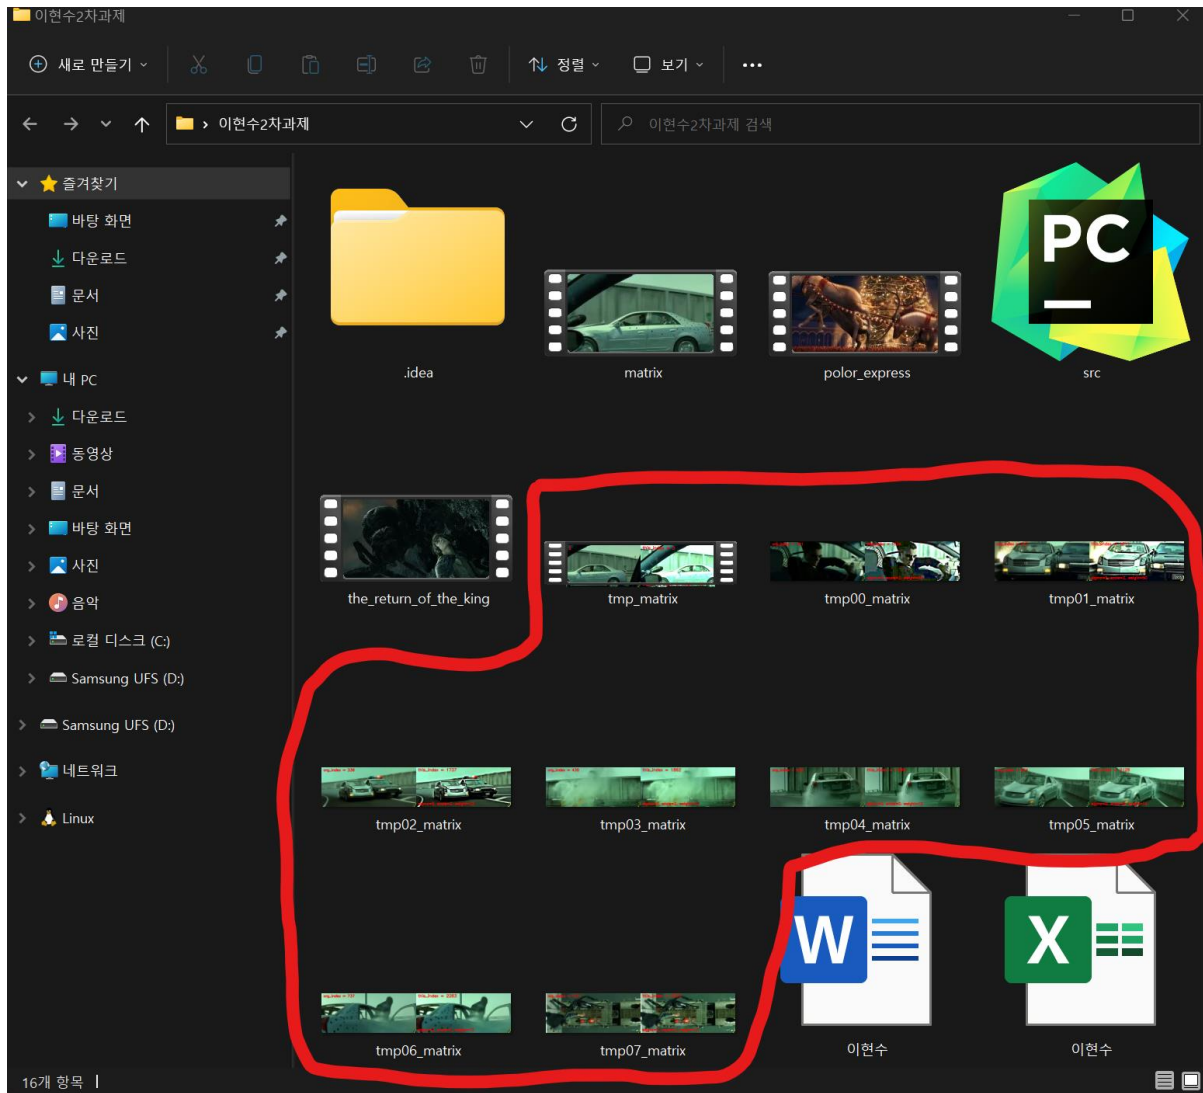 이현수2차과제
새로 만들기
정렬
보기
이현수2차과제
이현수2차과제 검색
즐겨찾기
바탕 화면
다운로드
문서
사진
내 PC
다운로드
동영상
문서
바탕 화면
사진
음악
로컬 디스크 (C:)
Samsung UFS (D:)
Samsung UFS (D:)
네트워크
Linux
PC
.idea
matrix
polor_express
src
the_return_of_the_king
tmp_matrix
tmp00_matrix
tmp01_matrix
tmp02_matrix
tmp03_matrix
tmp04_matrix
tmp05_matrix
W
X
tmp06_matrix
tmp07_matrix
이현수
이현수
16개 항목